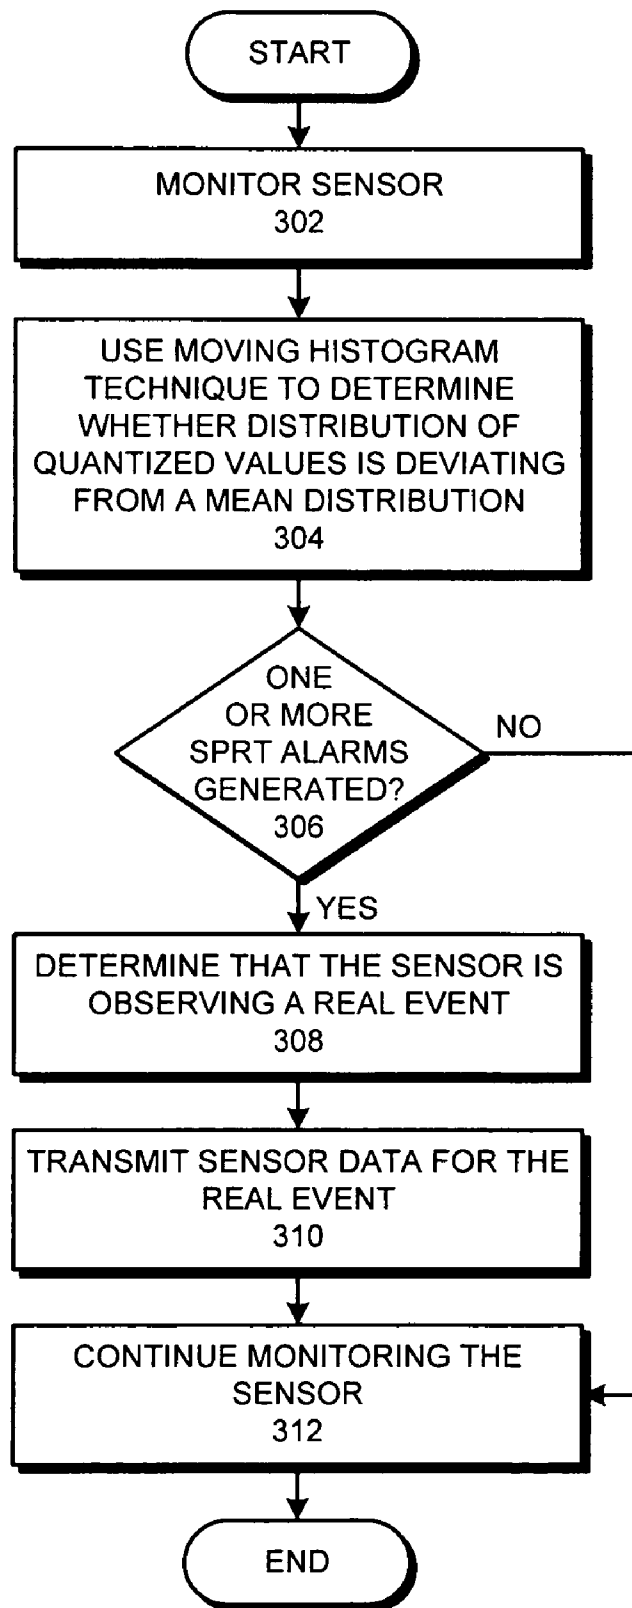 START
MONITOR SENSOR
302
USE MOVING HISTOGRAM
TECHNIQUE TO DETERMINE
WHETHER DISTRIBUTION OF
QUANTIZED VALUES IS DEVIATING
FROM A MEAN DISTRIBUTION
304
ONE
OR MORE
SPRT ALARMS
GENERATED?
306
NO
YES
DETERMINE THAT THE SENSOR IS
OBSERVING A REAL EVENT
308
TRANSMIT SENSOR DATA FOR THE
REAL EVENT
310
CONTINUE MONITORING THE
SENSOR
312
END